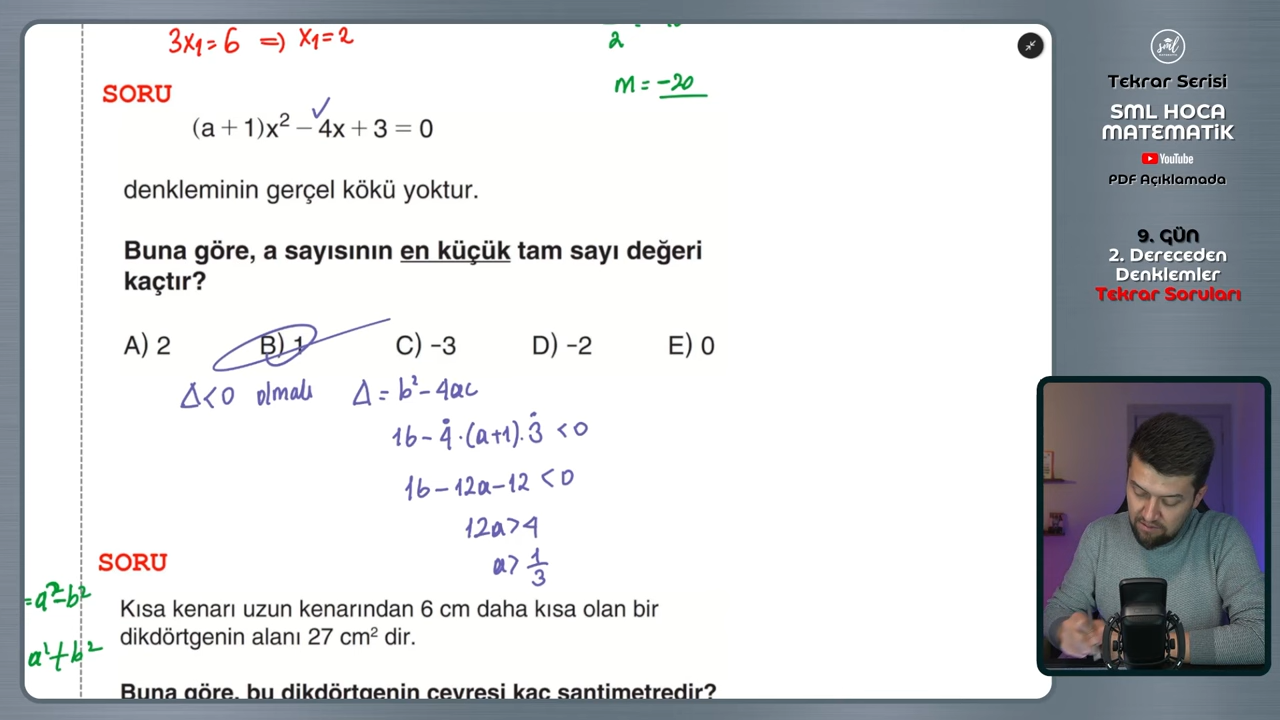 3x₁ = 6 ⇒ x₁ = 2
2
m = -20
SORU
(a + 1)x² − 4x + 3 = 0
denkleminin gerçel kökü yoktur.
Buna göre, a sayısının en küçük tam sayı değeri
kaçtır?
A) 2 B) 1 C) −3 D) −2 E) 0
Δ < 0 olmalı Δ = b² - 4ac
16 - 4 · (a+1) · 3 < 0
16 - 12a - 12 < 0
12a > 4
a > 1/3
SORU
= a² - b²
a² + b²
Kısa kenarı uzun kenarından 6 cm daha kısa olan bir
dikdörtgenin alanı 27 cm² dir.
Buna göre, bu dikdörtgenin çevresi kaç santimetredir?
sml
Tekrar Serisi
SML HOCA
MATEMATİK
YouTube
PDF Açıklamada
9. GÜN
2. Dereceden
Denklemler
Tekrar Soruları